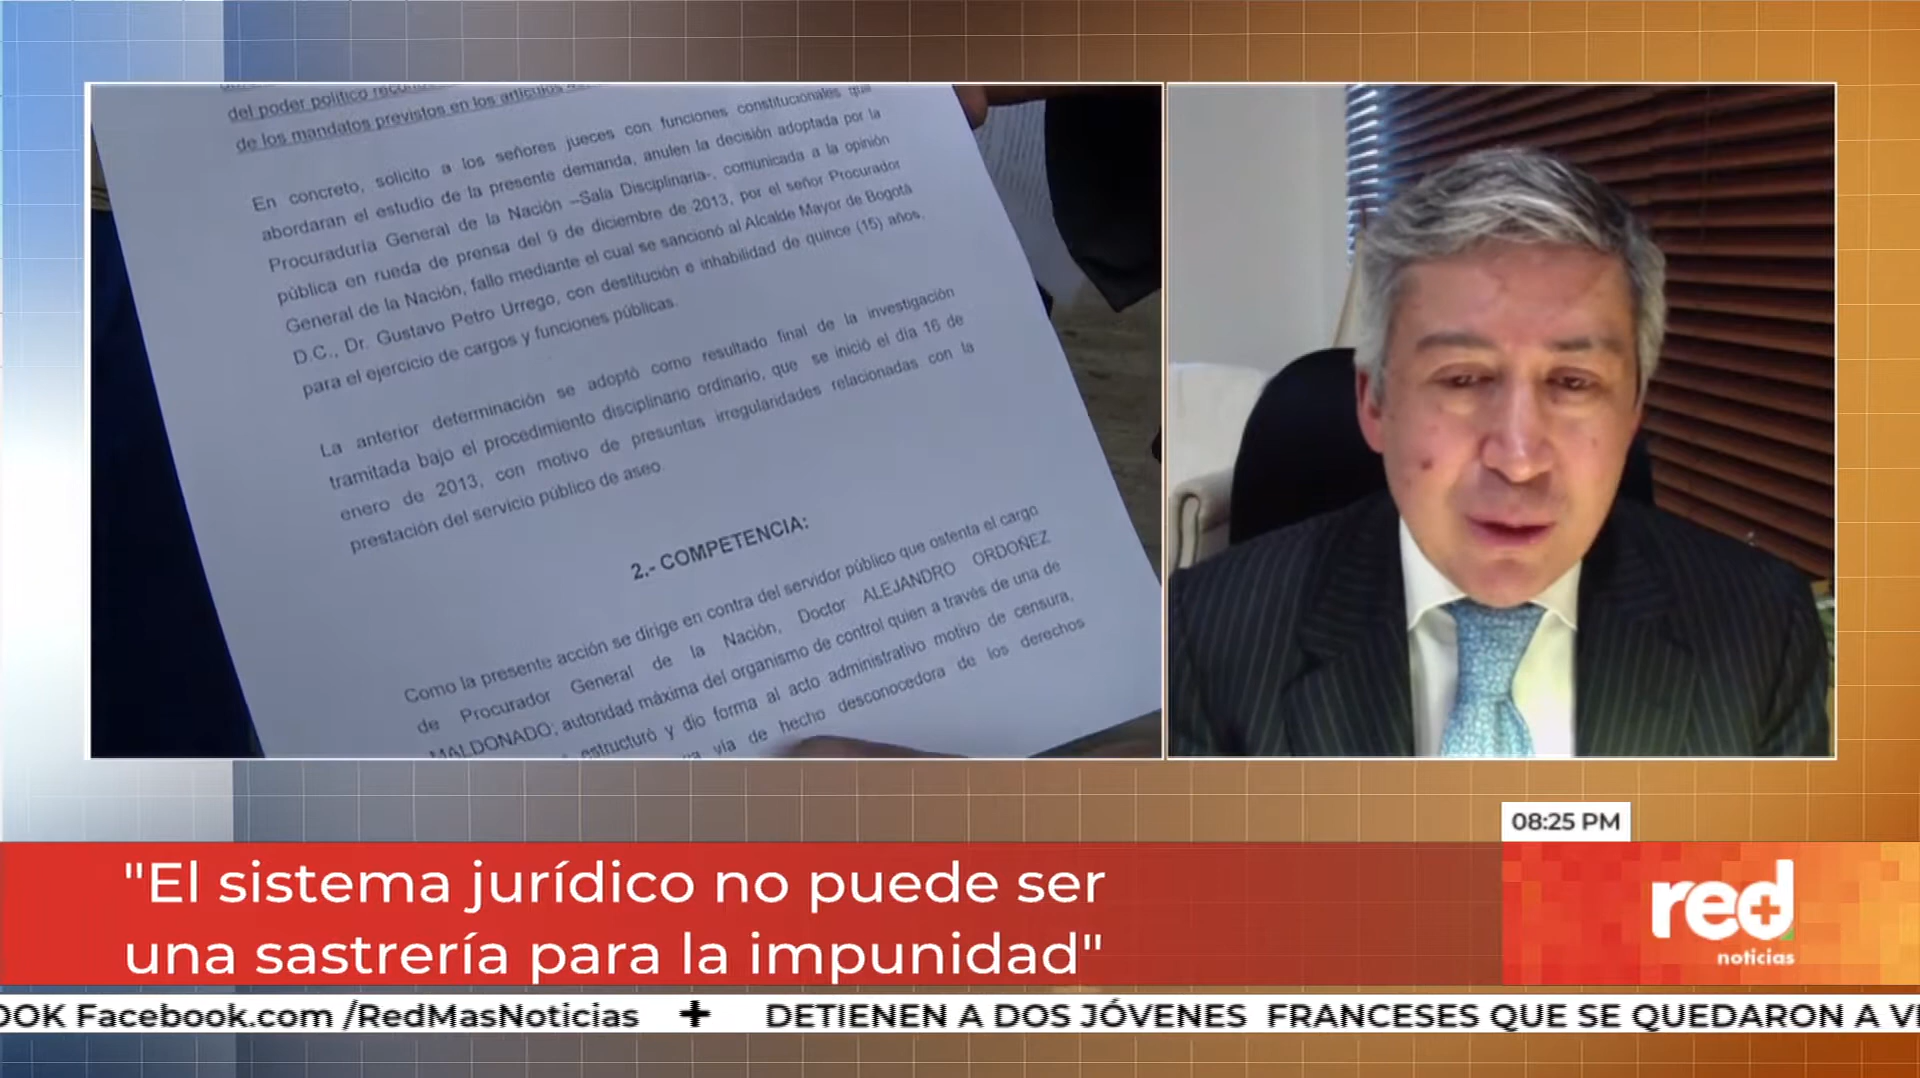 del poder político
de los mandatos previstos en los artículos
En concreto, solicito a los señores jueces con funciones constitucionales que
abordaran el estudio de la presente demanda, anulen la decisión adoptada por la
Procuraduría General de la Nación –Sala Disciplinaria-, comunicada a la opinión
pública en rueda de prensa del 9 de diciembre de 2013, por el señor Procurador
General de la Nación, fallo mediante el cual se sancionó al Alcalde Mayor de Bogotá
D.C., Dr. Gustavo Petro Urrego, con destitución e inhabilidad de quince (15) años,
para el ejercicio de cargos y funciones públicas.
La anterior determinación se adoptó como resultado final de la investigación
tramitada bajo el procedimiento disciplinario ordinario, que se inició el día 16 de
enero de 2013, con motivo de presuntas irregularidades relacionadas con la
prestación del servicio público de aseo.
2.- COMPETENCIA:
Como la presente acción se dirige en contra del servidor público que ostenta el cargo
de Procurador General de la Nación, Doctor ALEJANDRO ORDOÑEZ
MALDONADO; autoridad máxima del organismo de control quien a través de una de
estructuró y dio forma al acto administrativo motivo de censura,
vía de hecho desconocedora de los derechos
08:25 PM
"El sistema jurídico no puede ser
una sastrería para la impunidad"
red
noticias
OOK Facebook.com /RedMasNoticias + DETIENEN A DOS JÓVENES FRANCESES QUE SE QUEDARON A VI